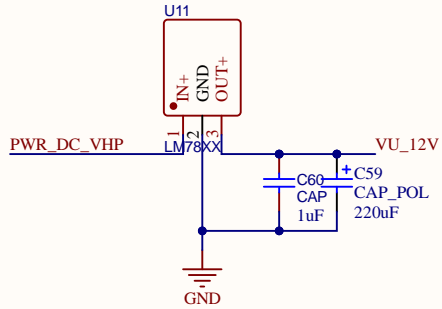 U11
IN+
GND
OUT+
1
2
3
PWR_DC_VHP
LM78XX
VU_12V
C60
CAP
1uF
+
C59
CAP_POL
220uF
GND